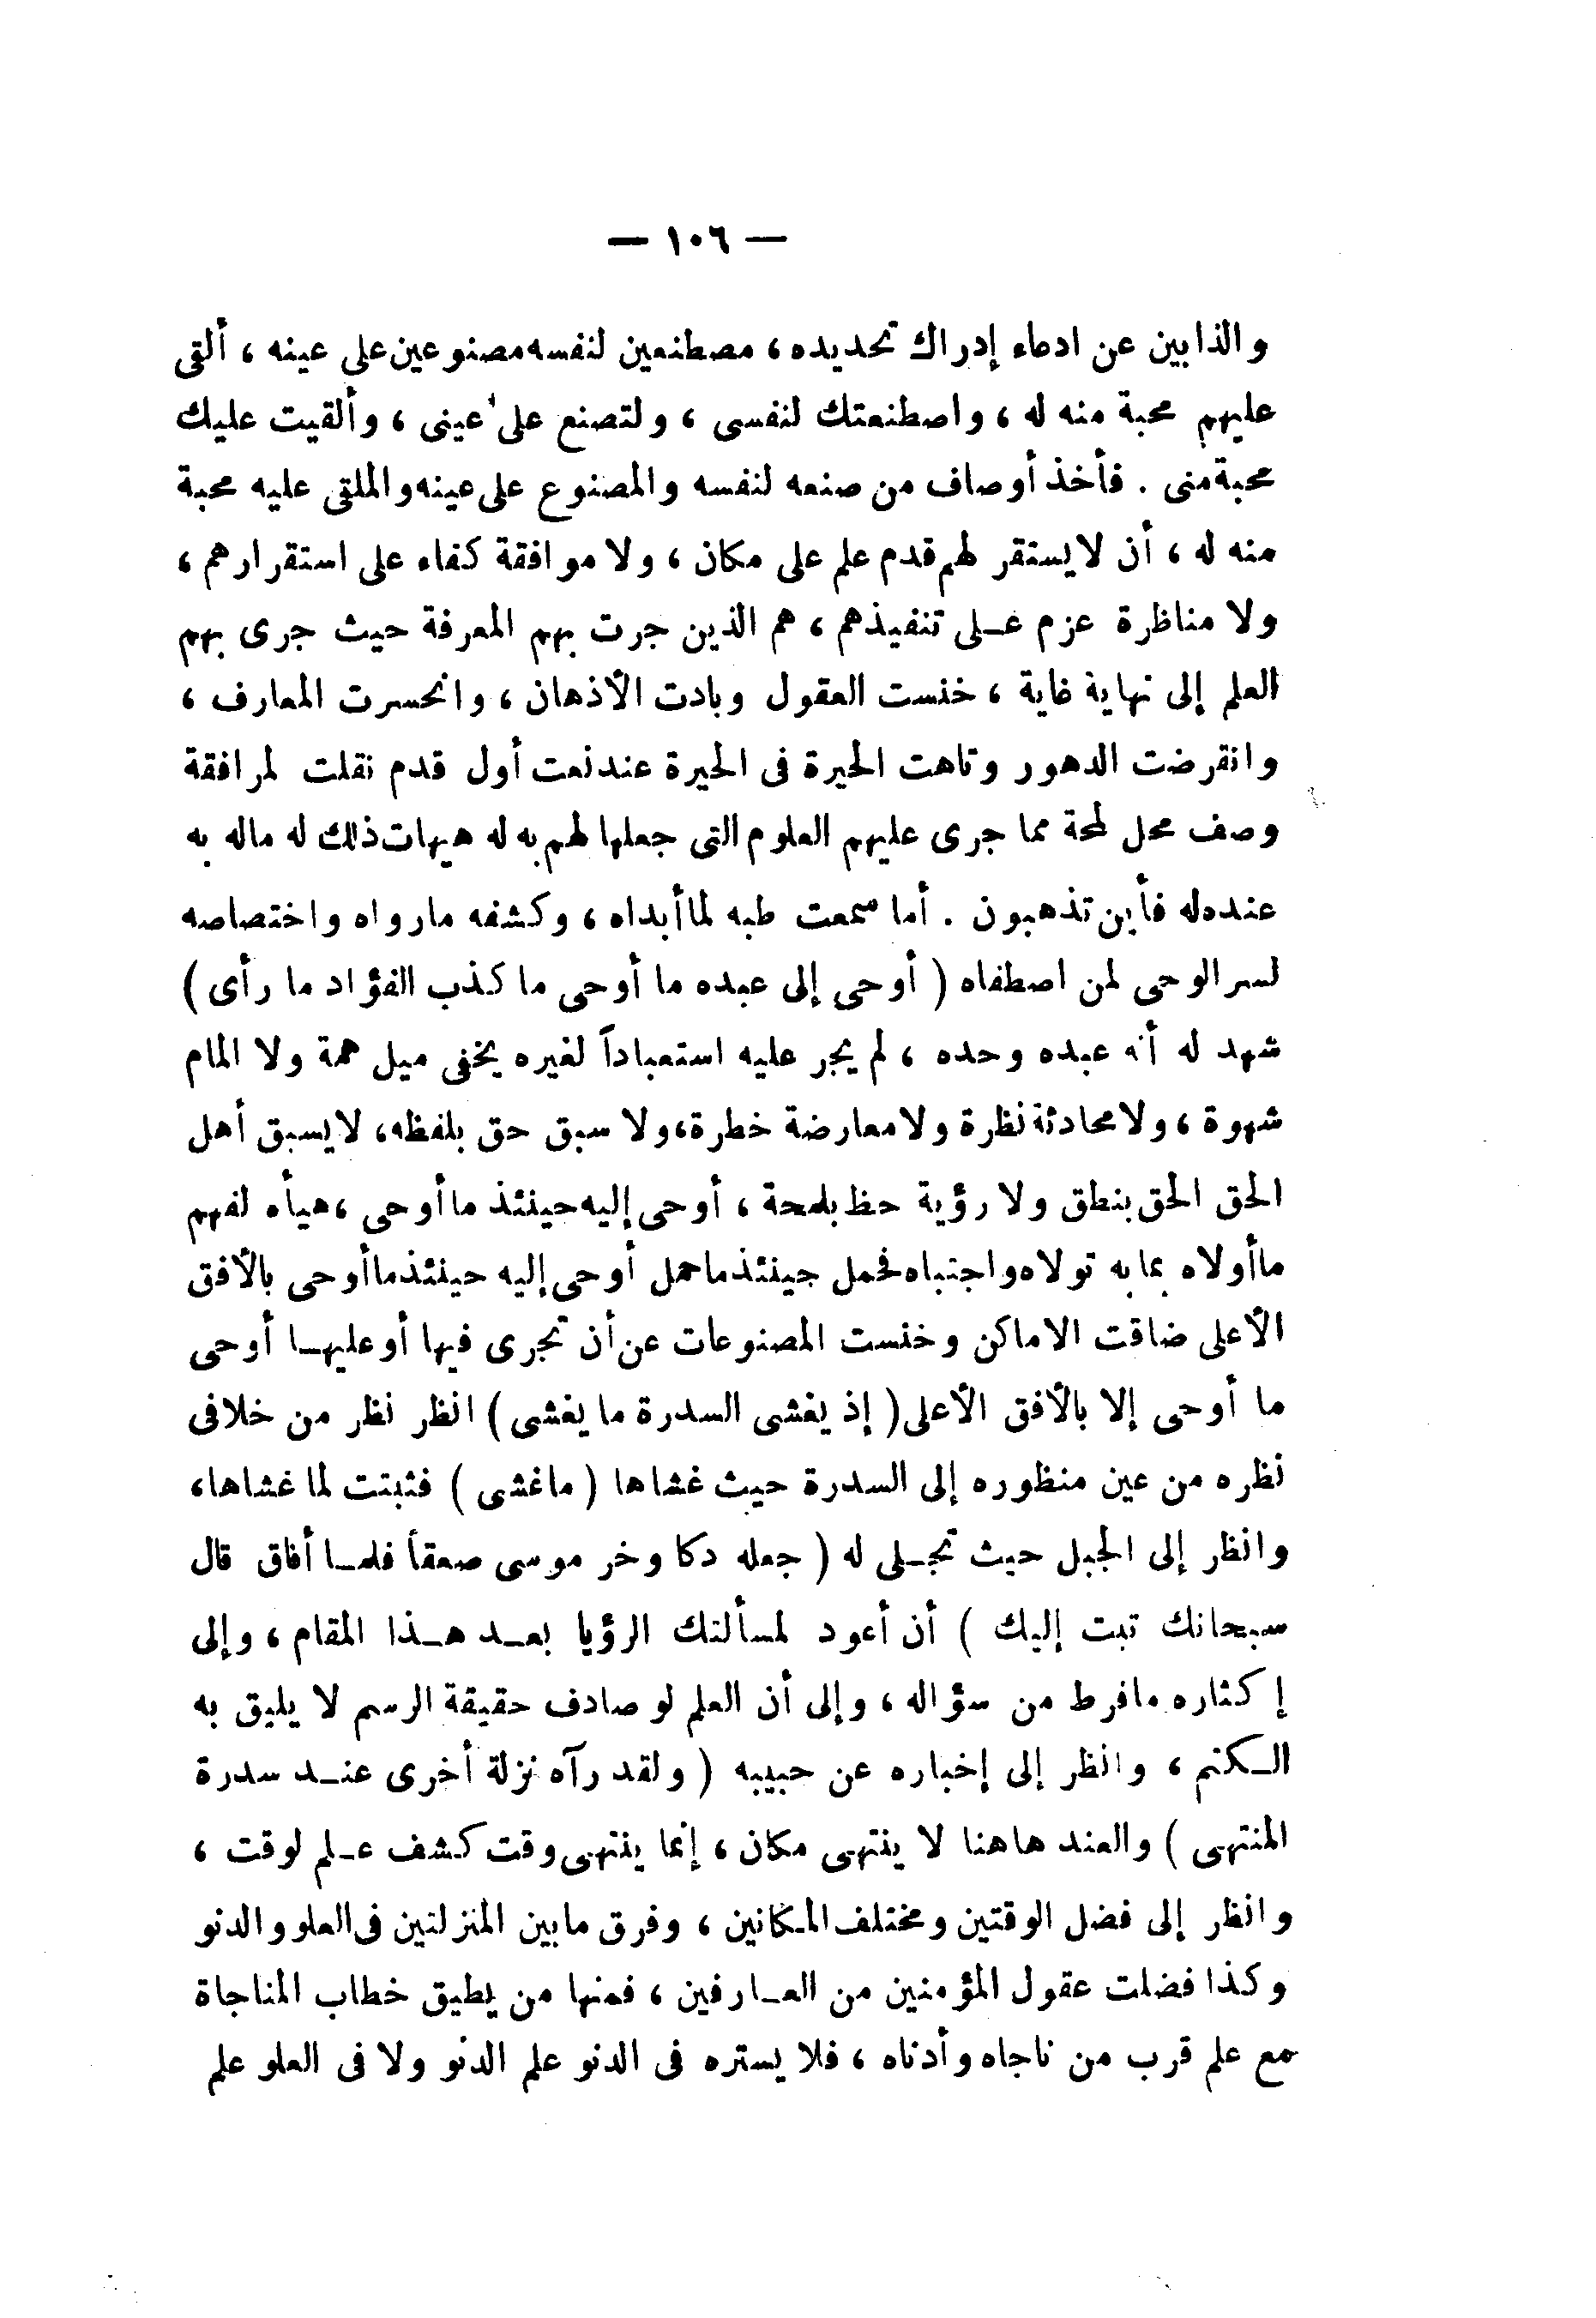 — ١٠٦ —
والذابين عن ادعاء إدراك تحديده ، مصطنعين لنفسه مصنوعين على عينه ، ألقى
عليهم محبة منه له ، واصطنعتك لنفسى ، ولتصنع على عينى ، وألقيت عليك
محبة منى . فأخذ أوصاف من صنعه لنفسه والمصنوع على عينه والملقى عليه محبة
منه له ، أن لا يستقر لهم قدم علم على مكان ، ولا موافقة كفاء على استقرارهم ،
ولا مناظرة عزم على تنفيذهم ، هم الذين جرت بهم المعرفة حيث جرى بهم
العلم إلى نهاية غاية ، خنست العقول وبادت الأذهان ، وانحسرت المعارف ،
وانقرضت الدهور وتاهت الحيرة فى الحيرة عند نعت أول قدم نقلت لمرافقة
وصف محل لمحة مما جرى عليهم العلوم التى جعلها لهم به له هيهات ذلك له ماله به
عنده له فأين تذهبون . أما سمعت طبه لما أبداه ، وكشفه مارواه واختصاصه
لسر الوحى لمن اصطفاه ( أوحى إلى عبده ما أوحى ما كذب الفؤاد ما رأى )
شهد له أنه عبده وحده ، لم يجر عليه استعباداً لغيره يخفى ميل همة ولا المام
شهوة ، ولا محادثة نظرة ولا معارضة خطرة ، ولا سبق حق بلفظه ، لا يسبق أهل
الحق الحق بنطق ولا رؤية حظ بلمحة ، أوحى إليه حينئذ ما أوحى ، هيأه لفهم
ما أولاه بما به تولاه واجتباه فحمل جينئذ ما حمل أوحى إليه حينئذ ما أوحى بالأفق
الأعلى ضاقت الاماكن وخنست المصنوعات عن أن تجرى فيها أو عليها أوحى
ما أوحى إلا بالأفق الأعلى ( إذ يغشى السدرة ما يغشى ) انظر نظر من خلافى
نظره من عين منظوره إلى السدرة حيث غشاها ( ما غشى ) فثبتت لما غشاها ،
وانظر إلى الجبل حيث تجلى له ( جعله دكا وخر موسى صعقاً فلما أفاق قال
سبحانك تبت إليك ) أن أعود لمسألتك الرؤيا بعد هذا المقام ، وإلى
إكثاره مافرط من سؤاله ، وإلى أن العلم لو صادف حقيقة الرسم لا يليق به
الكتم ، وانظر إلى إخباره عن حبيبه ( ولقد رآه نزلة أخرى عند سدرة
المنتهى ) والعند هاهنا لا ينتهى مكان ، إنما ينتهى وقت كشف علم لوقت ،
وانظر إلى فضل الوقتين ومختلف المكانين ، وفرق مابين المنزلتين فى العلو والدنو
وكذا فضلت عقول المؤمنين من العارفين ، فمنها من يطيق خطاب المناجاة
مع علم قرب من ناجاه وأدناه ، فلا يستره فى الدنو علم الدنو ولا فى العلو علم